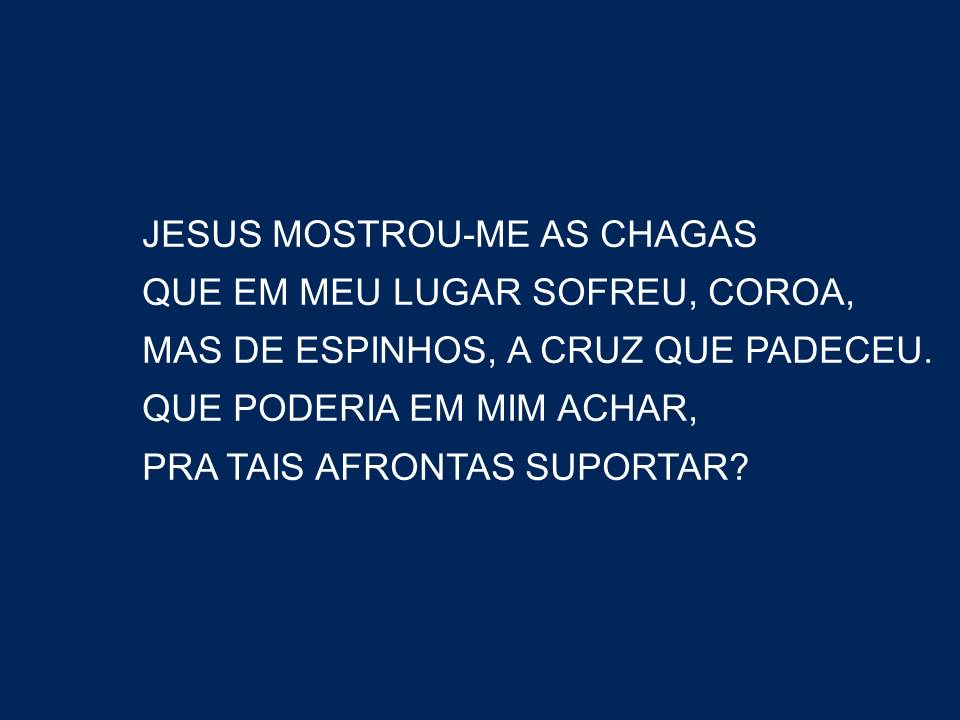 JESUS MOSTROU-ME AS CHAGAS
QUE EM MEU LUGAR SOFREU, COROA,
MAS DE ESPINHOS, A CRUZ QUE PADECEU.
QUE PODERIA EM MIM ACHAR,
PRA TAIS AFRONTAS SUPORTAR?